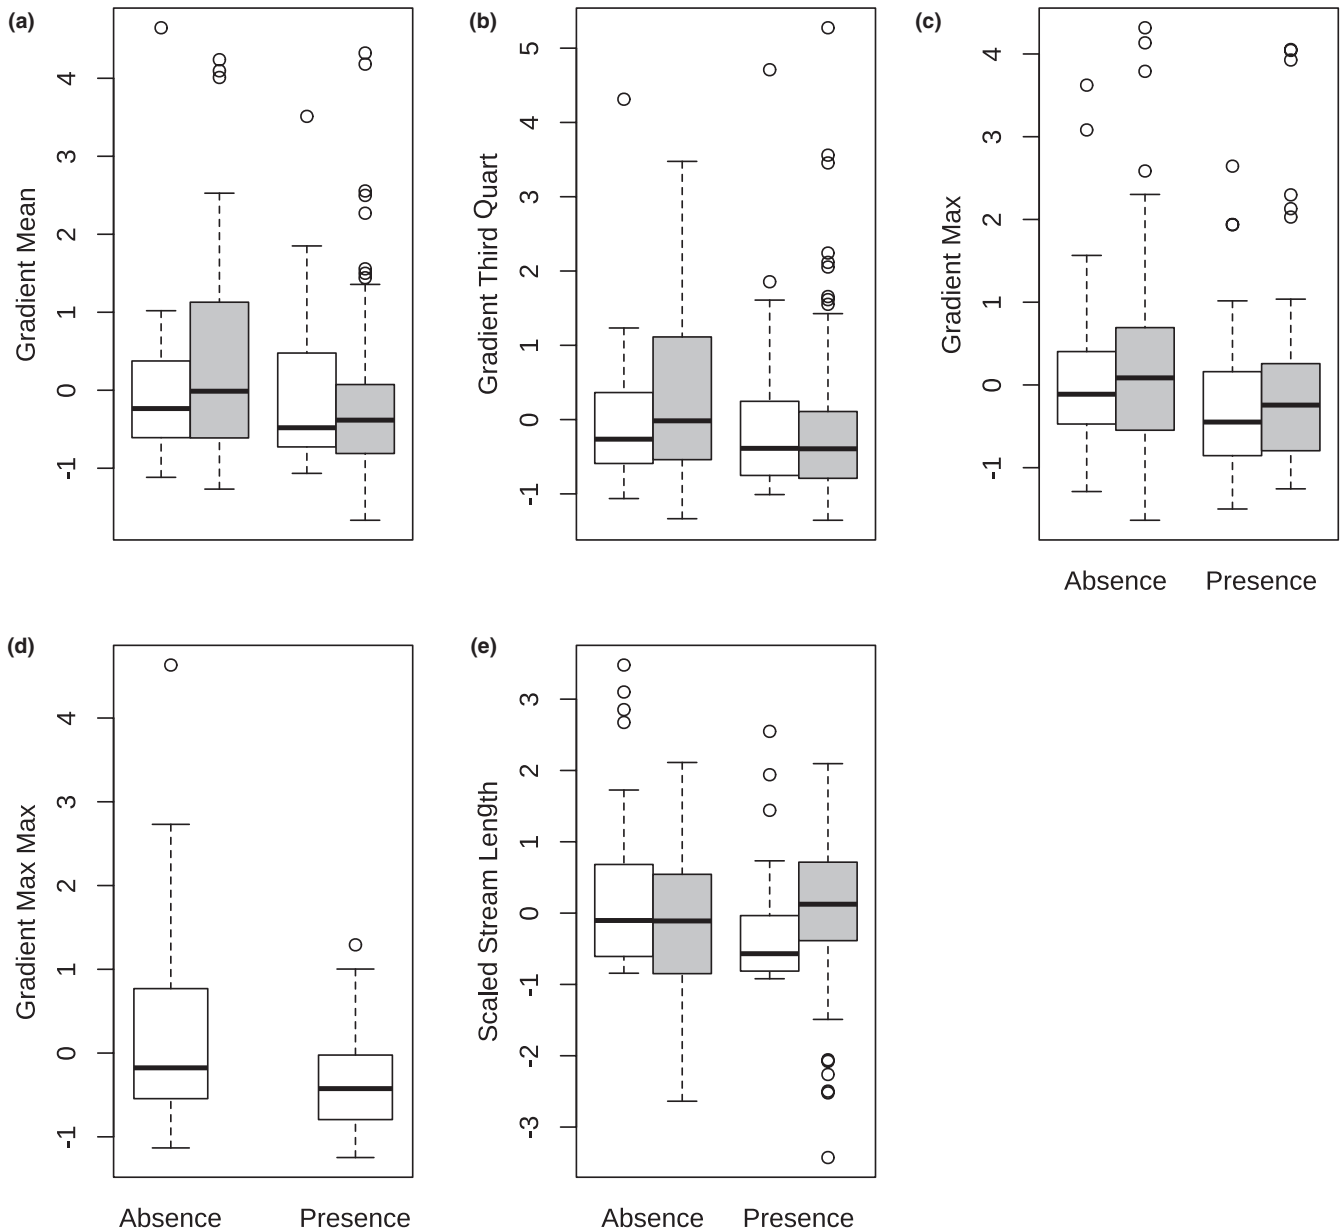 (a)
Gradient Mean
4
3
2
1
0
-1
(b)
Gradient Third Quart
5
4
3
2
1
0
-1
(c)
Gradient Max
4
3
2
1
0
-1
Absence Presence
(d)
Gradient Max Max
4
3
2
1
0
-1
Absence Presence
(e)
Scaled Stream Length
3
2
1
0
-1
-2
-3
Absence Presence